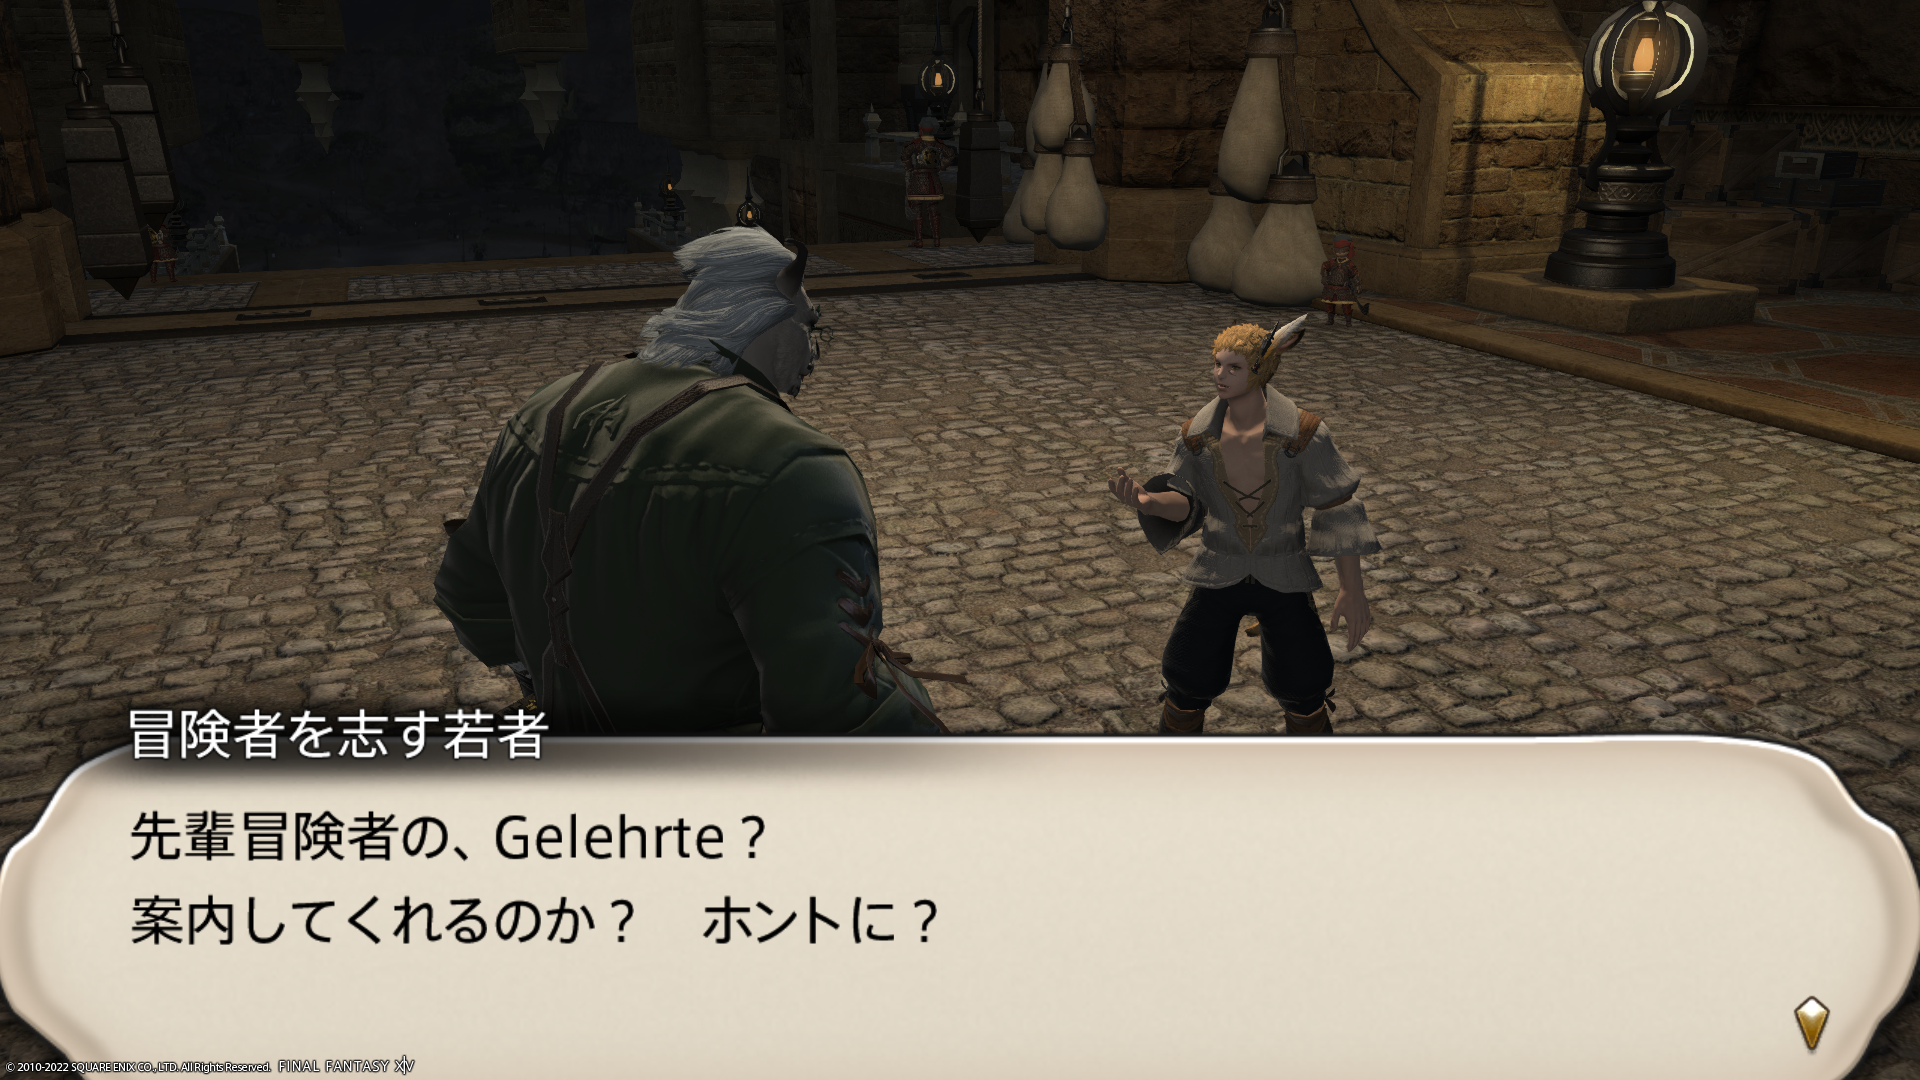 冒険者を志す若者
先輩冒険者の、Gelehrte？
案内してくれるのか？　ホントに？
© 2010-2022 SQUARE ENIX CO., LTD. All Rights Reserved. FINAL FANTASY XIV